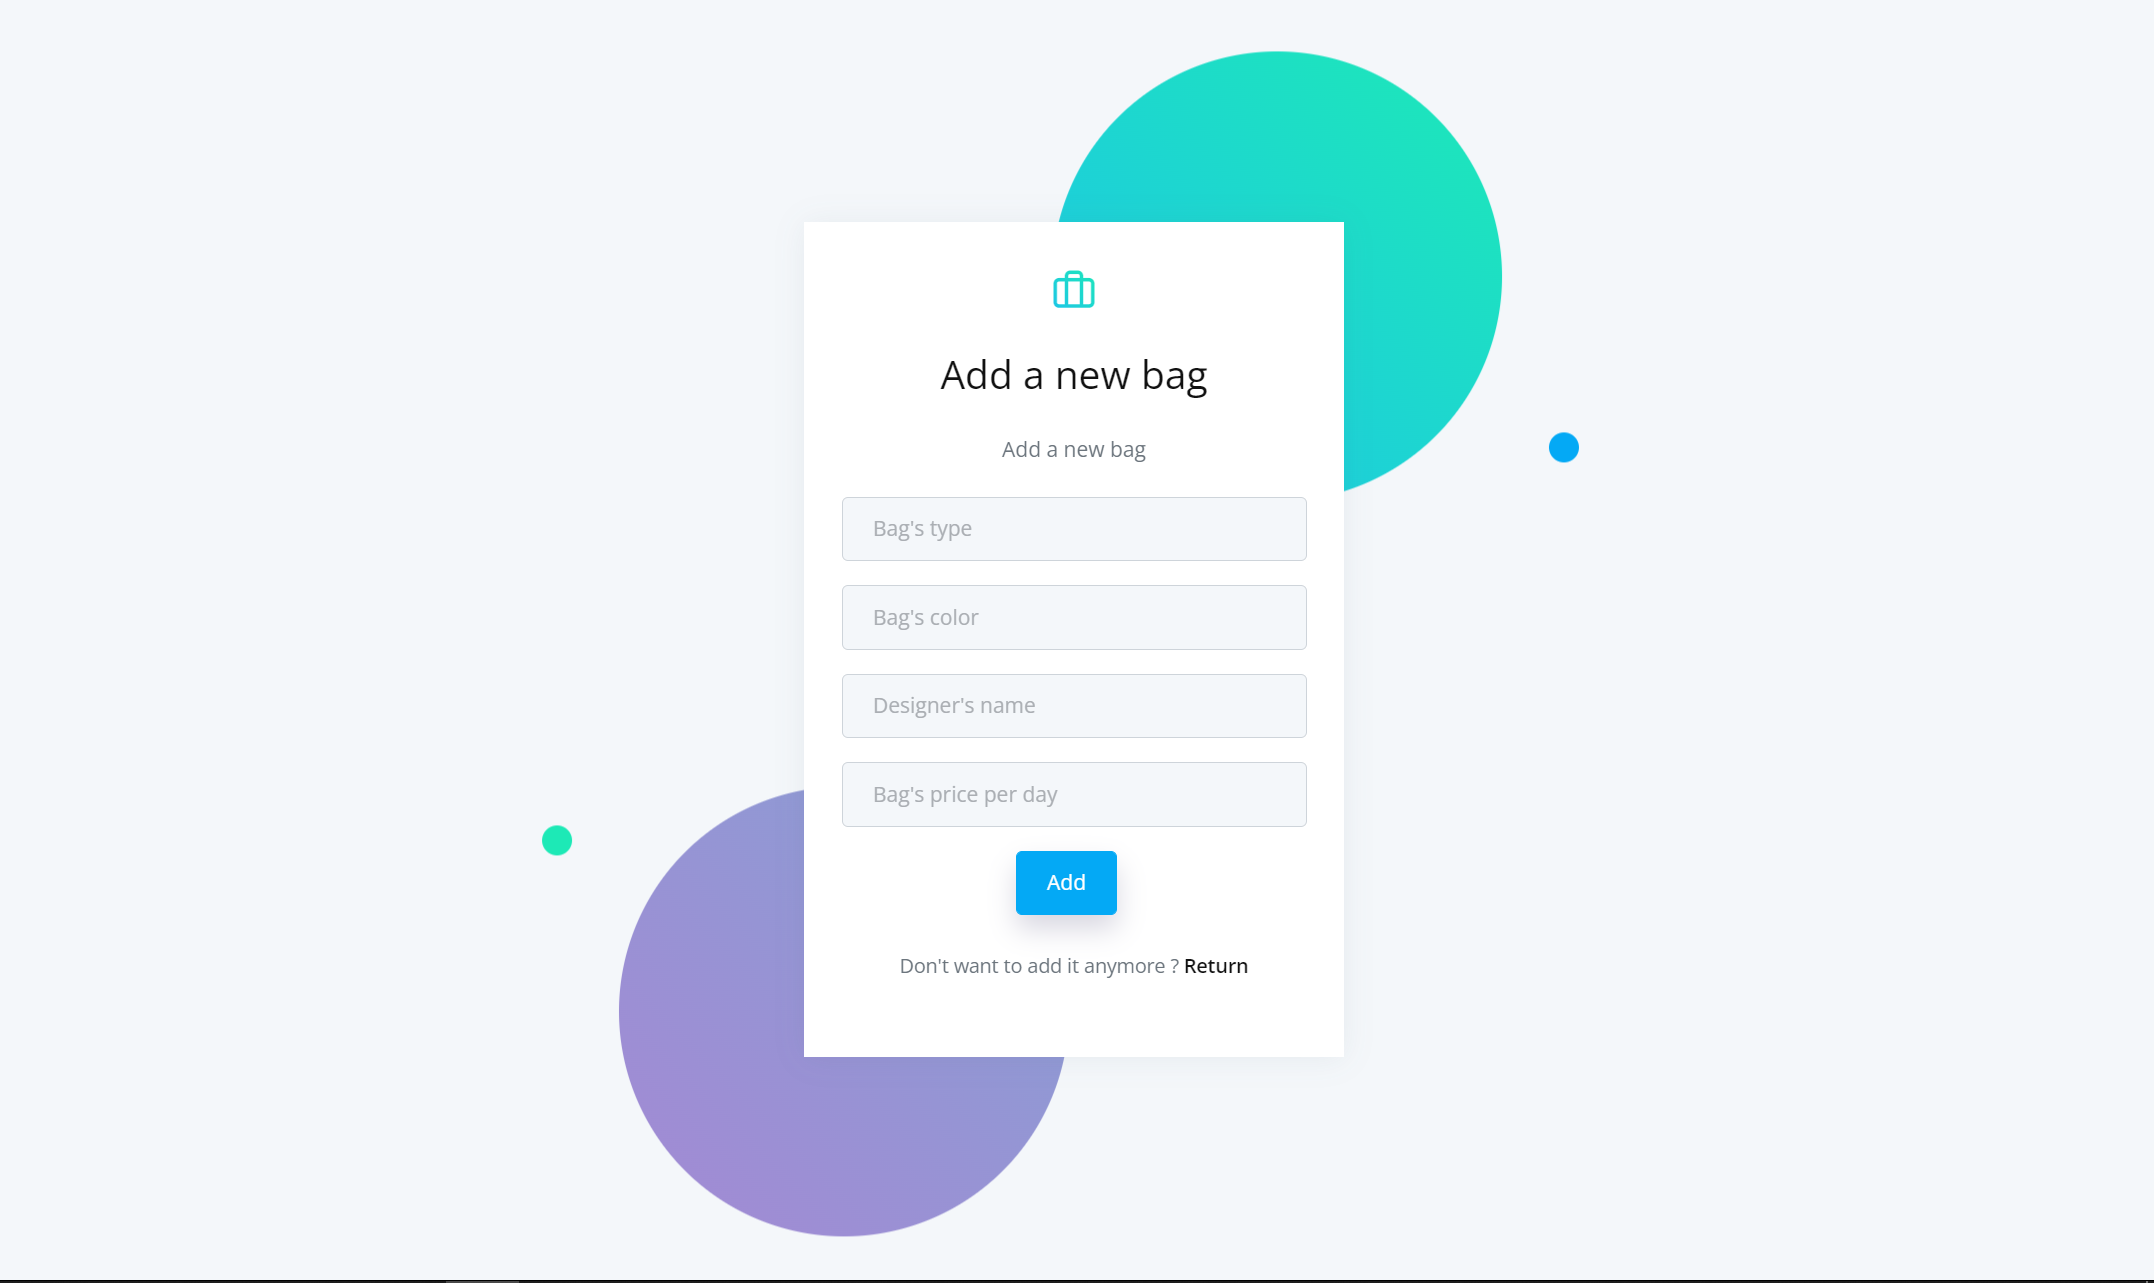 Add a new bag
Add a new bag
Bag's type
Bag's color
Designer's name
Bag's price per day
Add
Don't want to add it anymore ? Return